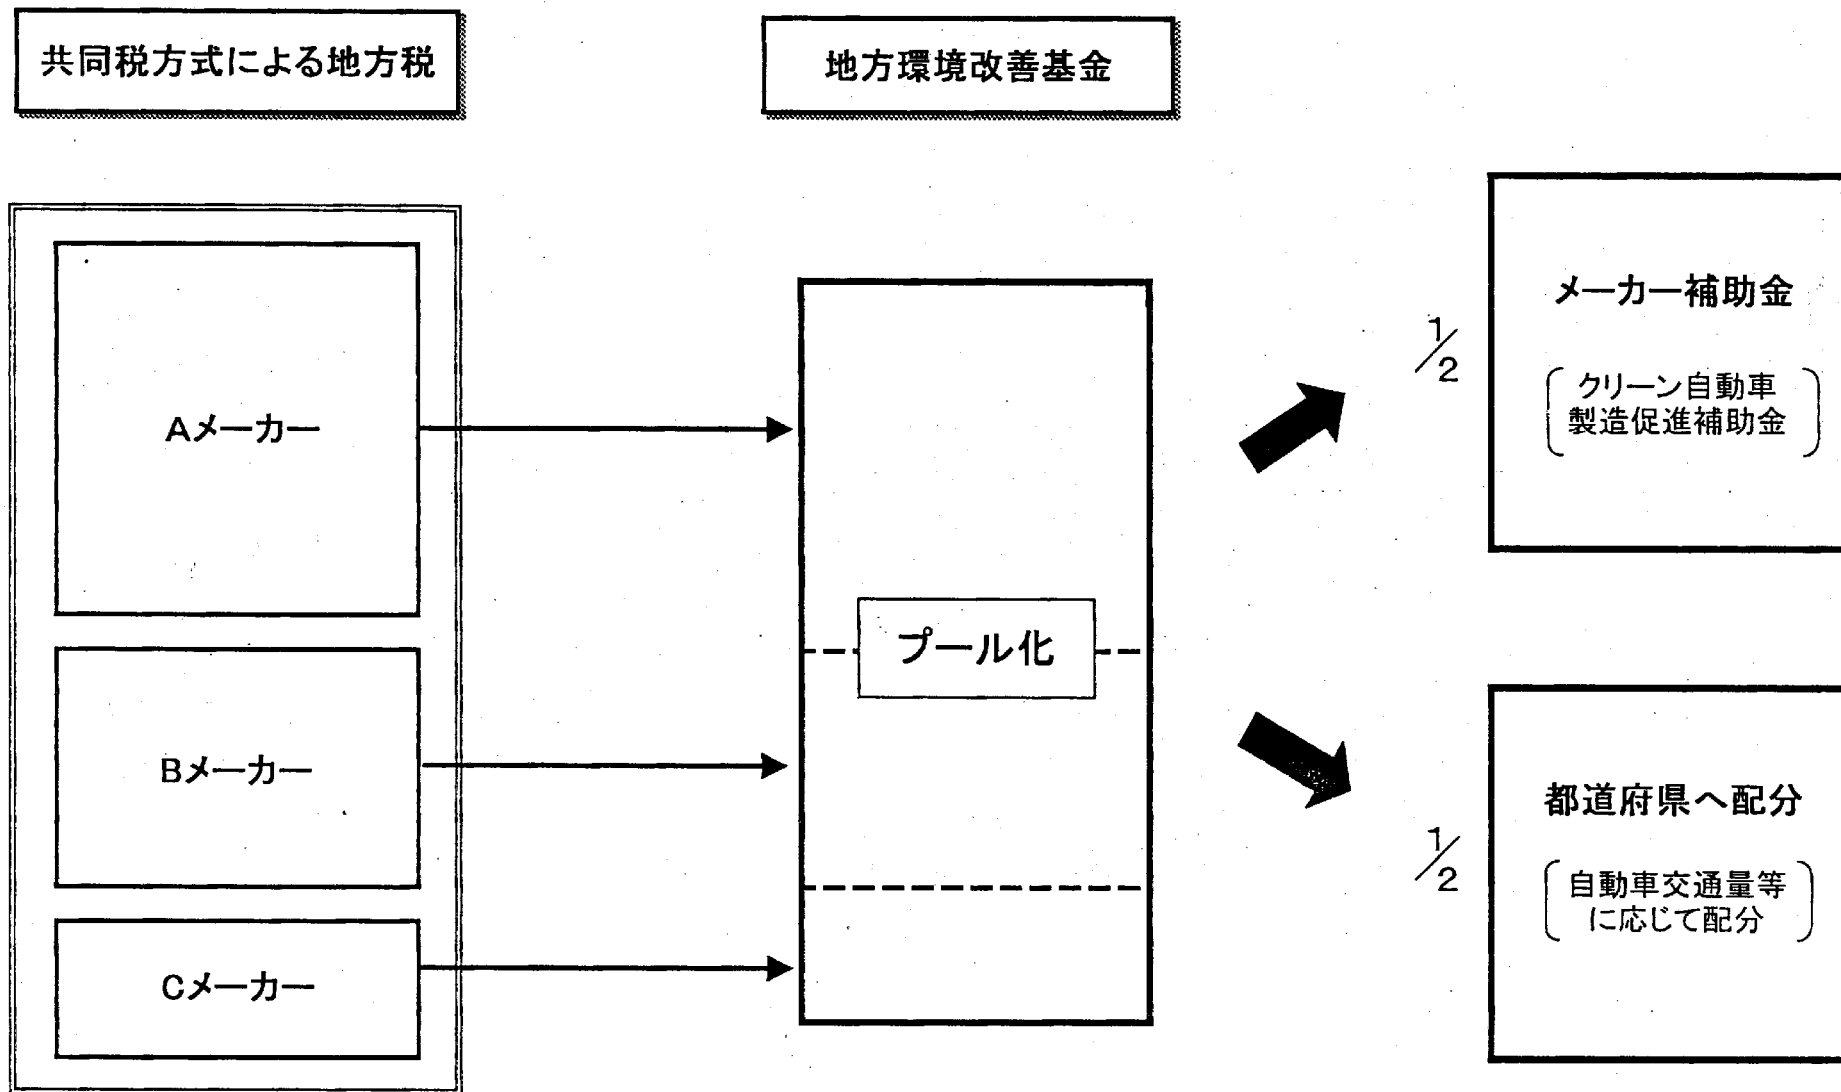 共同税方式による地方税
地方環境改善基金
Aメーカー
Bメーカー
Cメーカー
プール化
1/2
メーカー補助金
クリーン自動車
製造促進補助金
1/2
都道府県へ配分
自動車交通量等
に応じて配分